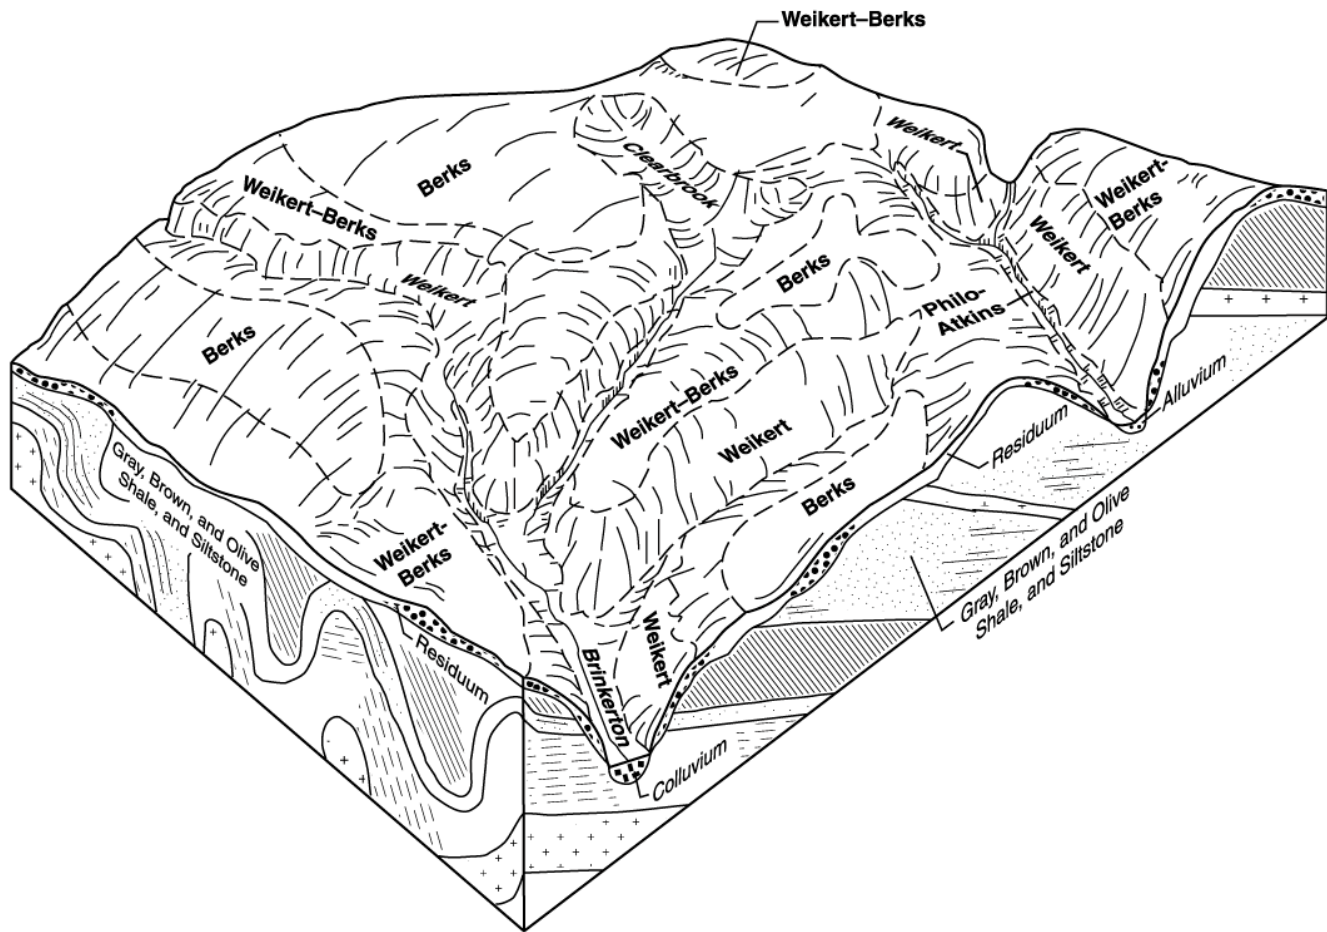 Weikert–Berks
Weikert
Clearbrook
Berks
Weikert-
Berks
Weikert–Berks
Weikert
Berks
Weikert
Philo-
Atkins
Berks
Alluvium
Weikert–Berks
Weikert
Residuum
Gray, Brown, and Olive
Shale, and Siltstone
Berks
Gray, Brown, and Olive
Shale, and Siltstone
Weikert-
Berks
Residuum
Weikert
Brinkerton
Colluvium